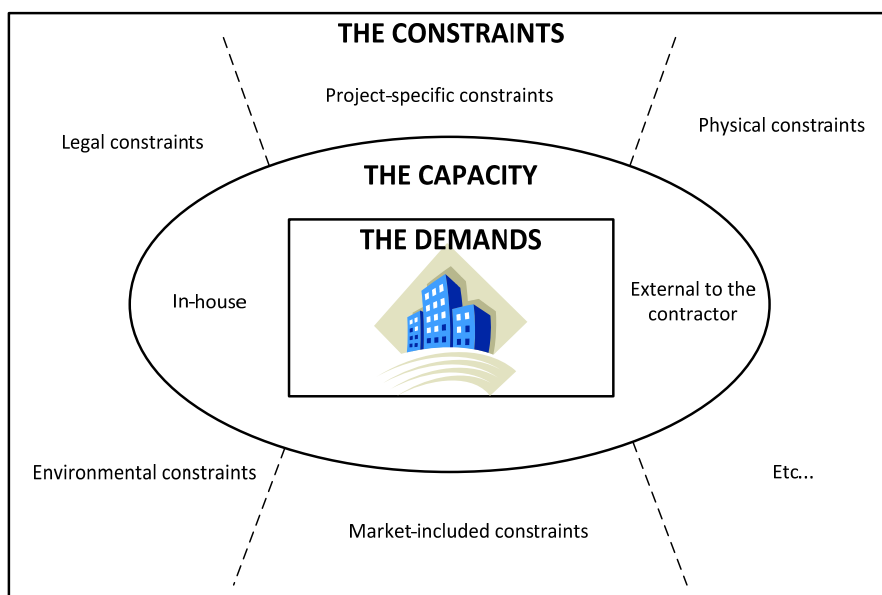 THE CONSTRAINTS
Project-specific constraints
Legal constraints
Physical constraints
THE CAPACITY
THE DEMANDS
In-house
External to the
contractor
Environmental constraints
Etc...
Market-included constraints